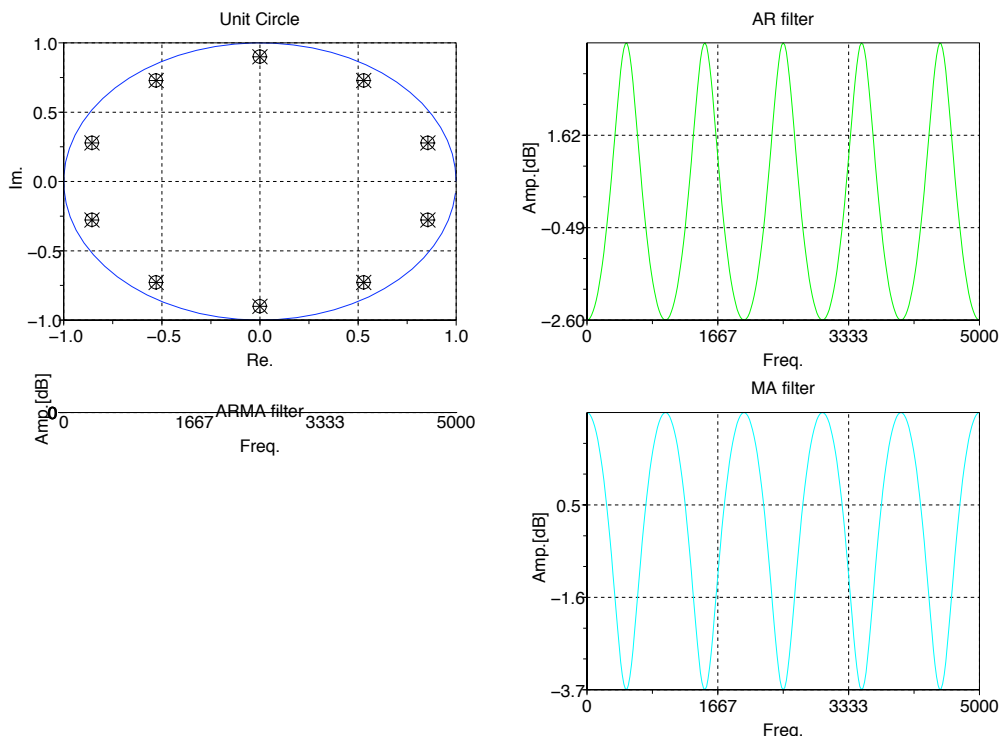 Unit Circle
1.0
0.5
0.0
−0.5
−1.0
Im.
−1.0
−0.5
0.0
0.5
1.0
Re.
AR filter
1.62
−0.49
−2.60
Amp.[dB]
0
1667
3333
5000
Freq.
ARMA filter
0
Amp.[dB]
0
1667
3333
5000
Freq.
MA filter
0.5
−1.6
−3.7
Amp.[dB]
0
1667
3333
5000
Freq.